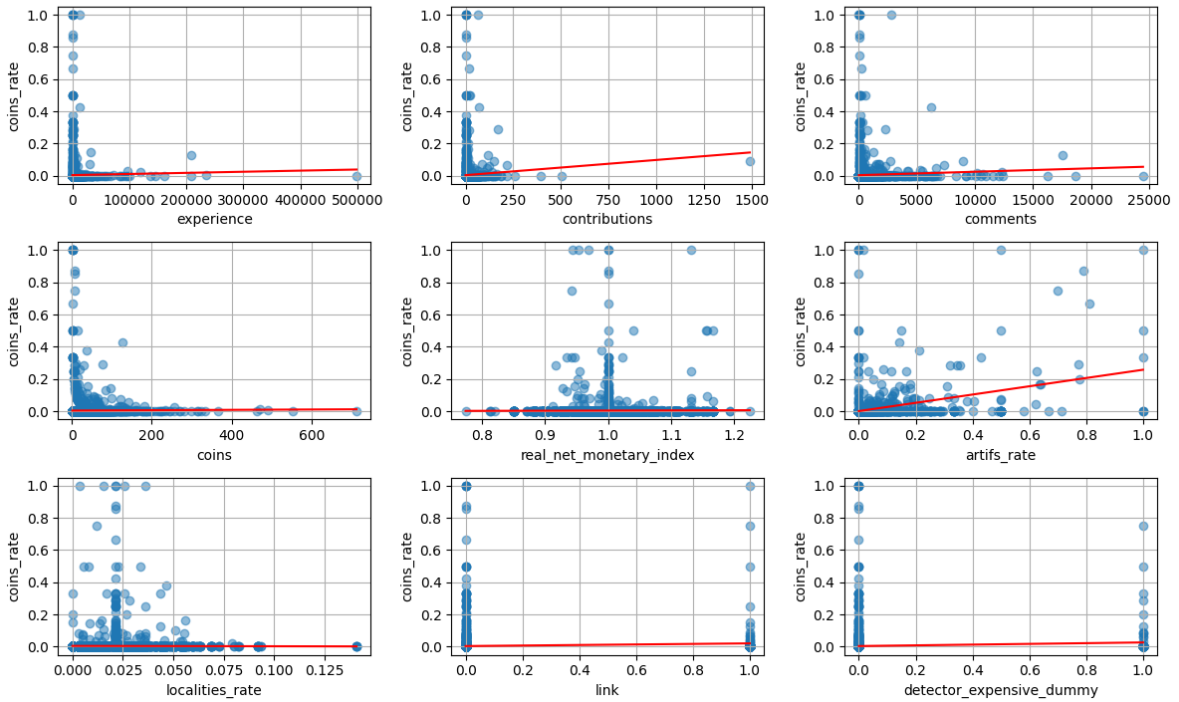 1.0
0.8
0.6
0.4
0.2
0.0
coins_rate
0 100000 200000 300000 400000 500000
experience
1.0
0.8
0.6
0.4
0.2
0.0
coins_rate
0 250 500 750 1000 1250 1500
contributions
1.0
0.8
0.6
0.4
0.2
0.0
coins_rate
0 5000 10000 15000 20000 25000
comments
1.0
0.8
0.6
0.4
0.2
0.0
coins_rate
0 200 400 600
coins
1.0
0.8
0.6
0.4
0.2
0.0
coins_rate
0.8 0.9 1.0 1.1 1.2
real_net_monetary_index
1.0
0.8
0.6
0.4
0.2
0.0
coins_rate
0.0 0.2 0.4 0.6 0.8 1.0
artifs_rate
1.0
0.8
0.6
0.4
0.2
0.0
coins_rate
0.000 0.025 0.050 0.075 0.100 0.125
localities_rate
1.0
0.8
0.6
0.4
0.2
0.0
coins_rate
0.0 0.2 0.4 0.6 0.8 1.0
link
1.0
0.8
0.6
0.4
0.2
0.0
coins_rate
0.0 0.2 0.4 0.6 0.8 1.0
detector_expensive_dummy